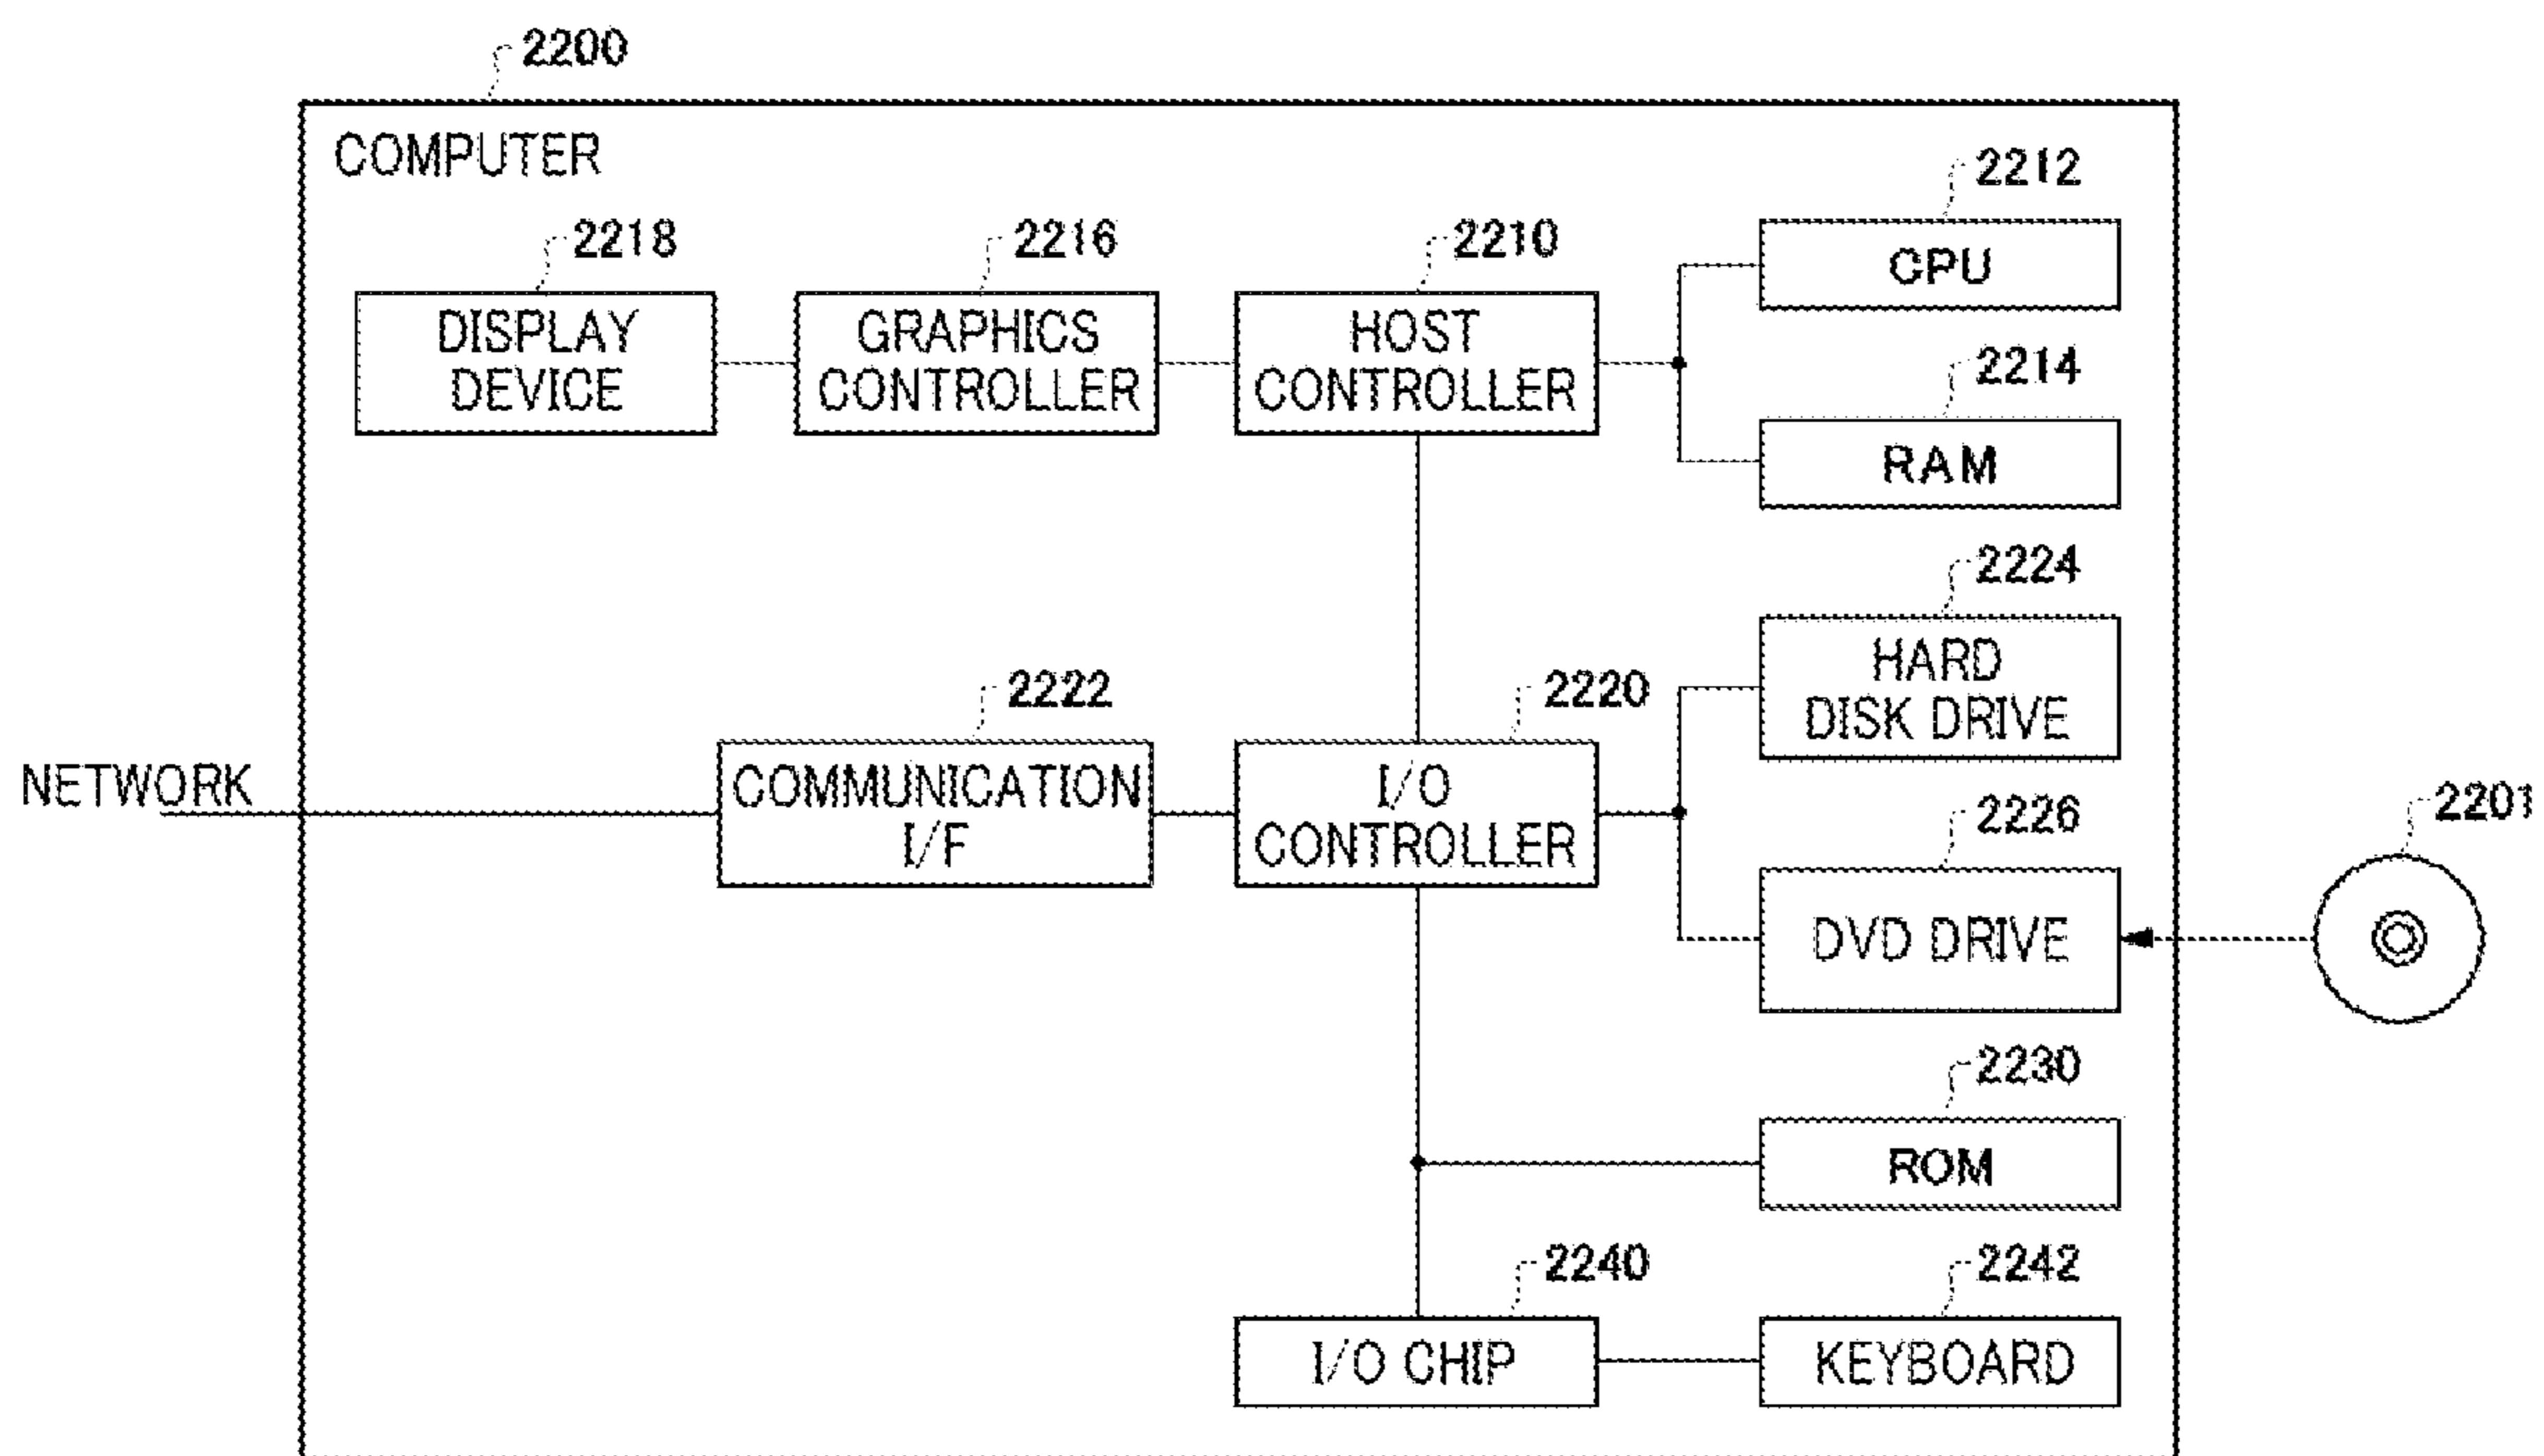 2200
COMPUTER
2212
CPU
2218
2216
2210
DISPLAY
DEVICE
GRAPHICS
CONTROLLER
HOST
CONTROLLER
2214
RAM
2224
HARD
DISK DRIVE
2222
2220
NETWORK
COMMUNICATION
I/F
I/O
CONTROLLER
2226
DVD DRIVE
2201
2230
ROM
2240
2242
I/O CHIP
KEYBOARD